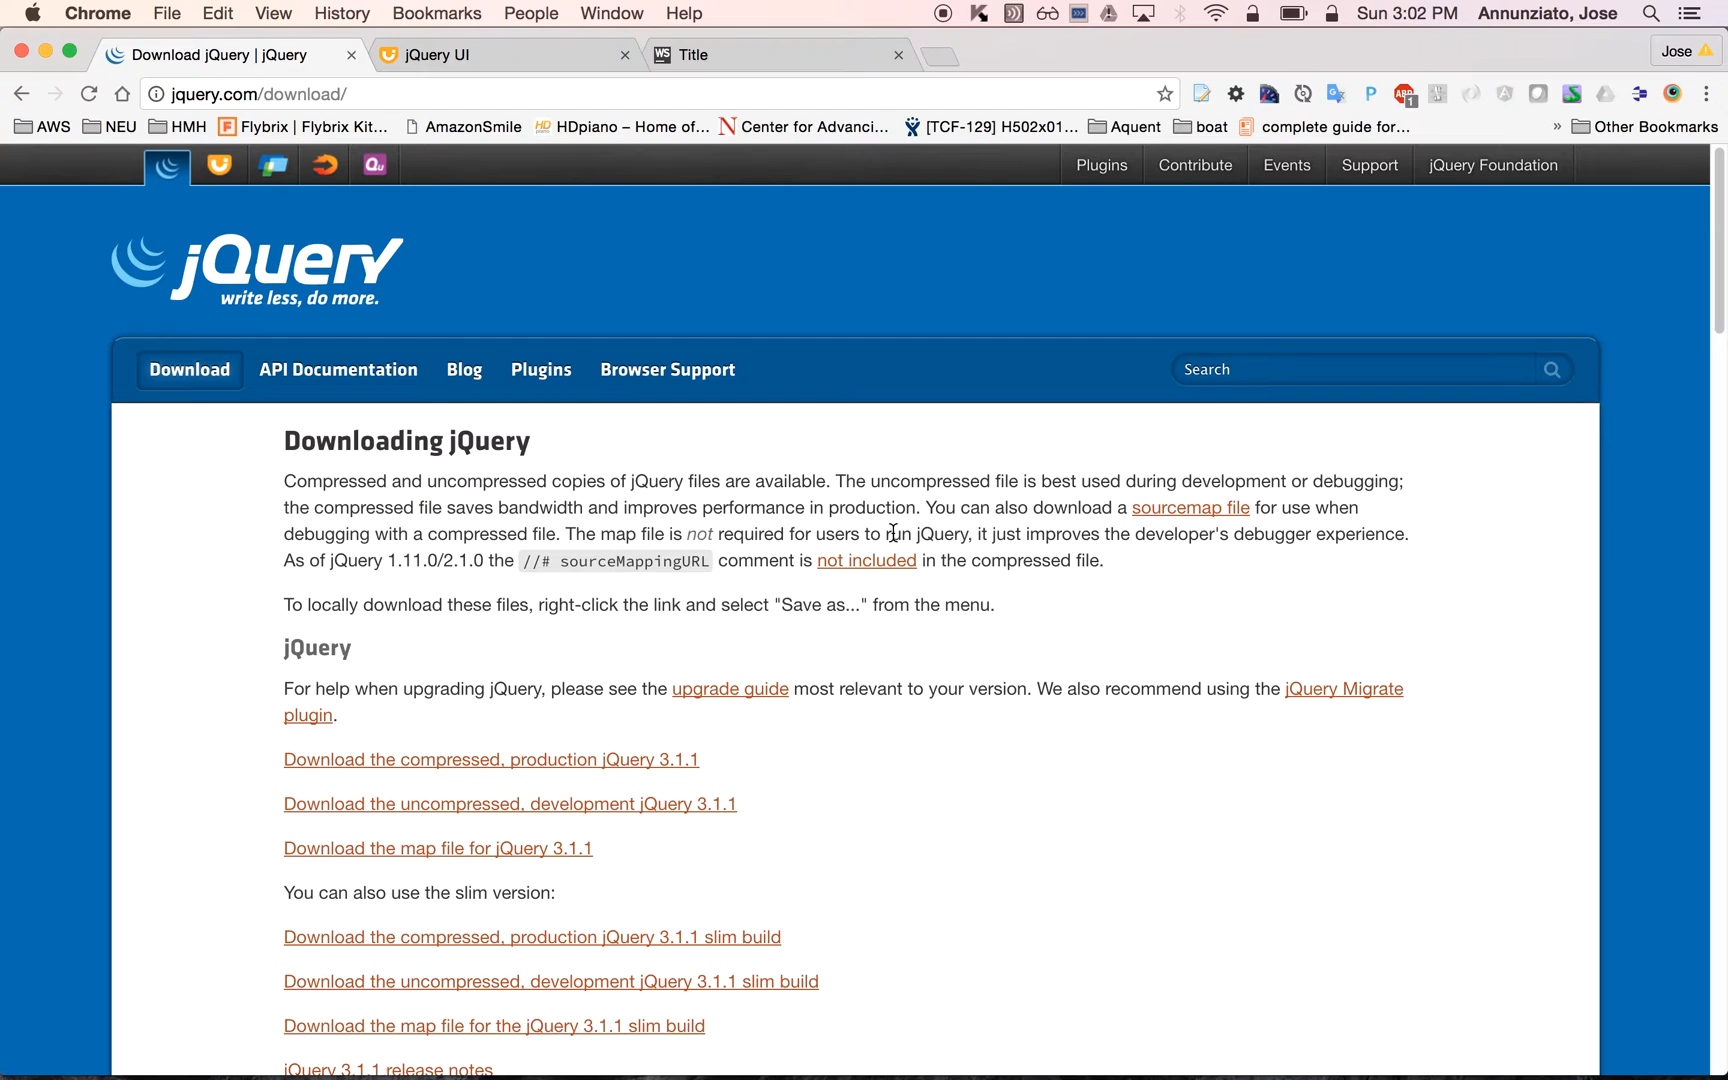 Chrome File Edit View History Bookmarks People Window Help Sun 3:02 PM Annunziato, Jose
Download jQuery | jQuery jQuery UI WS Title Jose
jquery.com/download/
AWS NEU HMH Flybrix | Flybrix Kit... AmazonSmile HDpiano – Home of... Center for Advanci... [TCF-129] H502x01... Aquent boat complete guide for... » Other Bookmarks
Plugins Contribute Events Support jQuery Foundation
jQuery
write less, do more.
Download API Documentation Blog Plugins Browser Support Search
Downloading jQuery
Compressed and uncompressed copies of jQuery files are available. The uncompressed file is best used during development or debugging;
the compressed file saves bandwidth and improves performance in production. You can also download a sourcemap file for use when
debugging with a compressed file. The map file is not required for users to run jQuery, it just improves the developer's debugger experience.
As of jQuery 1.11.0/2.1.0 the //# sourceMappingURL comment is not included in the compressed file.
To locally download these files, right-click the link and select "Save as..." from the menu.
jQuery
For help when upgrading jQuery, please see the upgrade guide most relevant to your version. We also recommend using the jQuery Migrate
plugin.
Download the compressed, production jQuery 3.1.1
Download the uncompressed, development jQuery 3.1.1
Download the map file for jQuery 3.1.1
You can also use the slim version:
Download the compressed, production jQuery 3.1.1 slim build
Download the uncompressed, development jQuery 3.1.1 slim build
Download the map file for the jQuery 3.1.1 slim build
jQuery 3.1.1 release notes